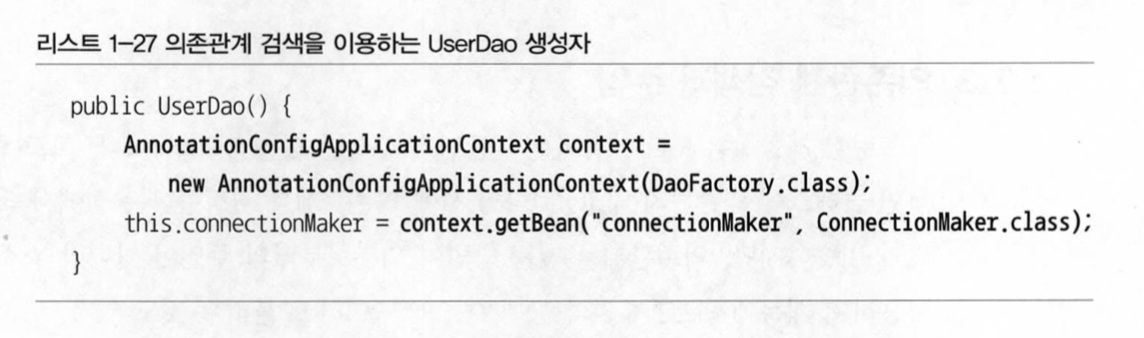 리스트 1-27 의존관계 검색을 이용하는 UserDao 생성자
public UserDao() {
AnnotationConfigApplicationContext context =
new AnnotationConfigApplicationContext(DaoFactory.class);
this.connectionMaker = context.getBean("connectionMaker", ConnectionMaker.class);
}